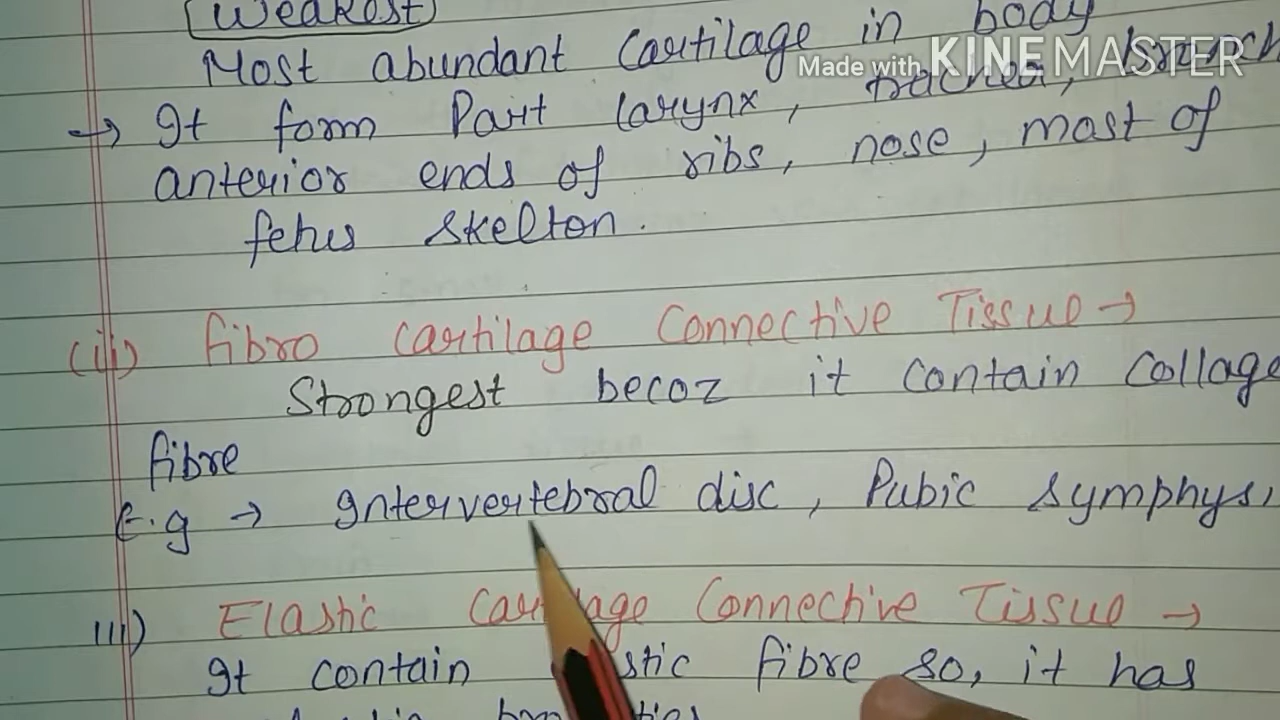 (Weakest)
Most abundant Cartilage in body
Made with KINEMASTER
→ It form Part larynx, trachea, bronch
anterior ends of ribs, nose, most of
fetus skelton.
(ii) Fibro Cartilage Connective Tissue →
Strongest becoz it contain Collage
fibre
E.g → Intervertebral disc, Pubic symphysi
III) Elastic Cartilage Connective Tissue →
It contain stic fibre so, it has